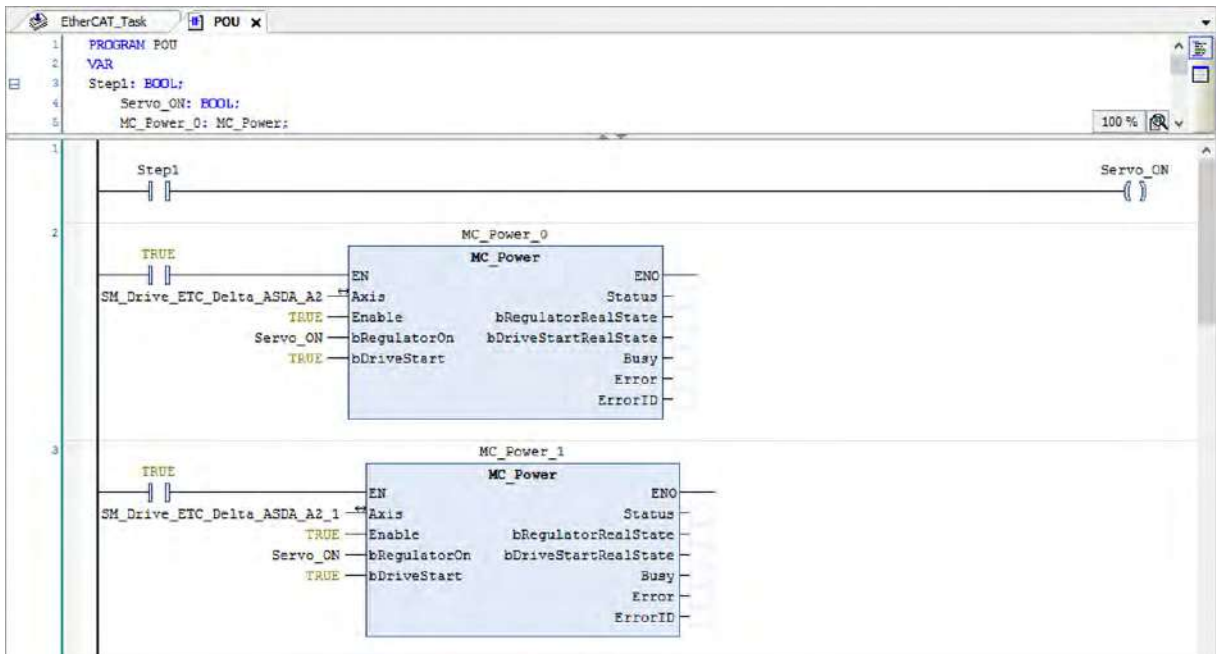 EtherCAT_Task POU
1 PROGRAM POU
2 VAR
3 Step1: BOOL;
4 Servo_ON: BOOL;
5 MC_Power_0: MC_Power;
100 %
1
Step1 Servo_ON
2
MC_Power_0
TRUE MC_Power
EN ENO
SM_Drive_ETC_Delta_ASDA_A2 Axis Status
TRUE Enable bRegulatorRealState
Servo_ON bRegulatorOn bDriveStartRealState
TRUE bDriveStart Busy
Error
ErrorID
3
MC_Power_1
TRUE MC_Power
EN ENO
SM_Drive_ETC_Delta_ASDA_A2_1 Axis Status
TRUE Enable bRegulatorRealState
Servo_ON bRegulatorOn bDriveStartRealState
TRUE bDriveStart Busy
Error
ErrorID